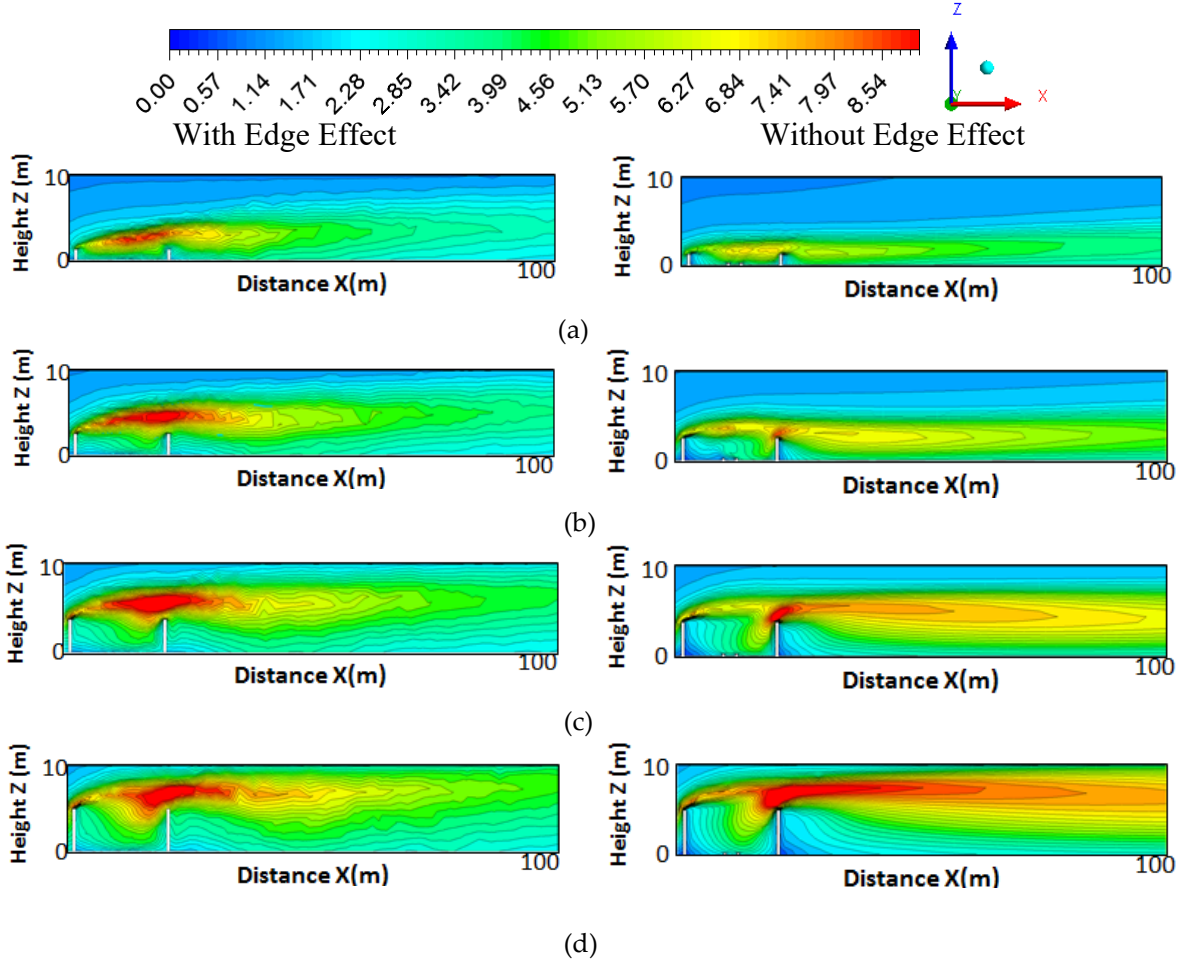 Z
0.00 0.57 1.14 1.71 2.28 2.85 3.42 3.99 4.56 5.13 5.70 6.27 6.84 7.41 7.97 8.54
Y X
With Edge Effect Without Edge Effect
Height Z (m) 10 0 100 Distance X(m)
Height Z (m) 10 0 100 Distance X(m)
(a)
Height Z (m) 10 0 100 Distance X(m)
Height Z (m) 10 0 100 Distance X(m)
(b)
Height Z (m) 10 0 100 Distance X(m)
Height Z (m) 10 0 100 Distance X(m)
(c)
Height Z (m) 10 0 100 Distance X(m)
Height Z (m) 10 0 100 Distance X(m)
(d)